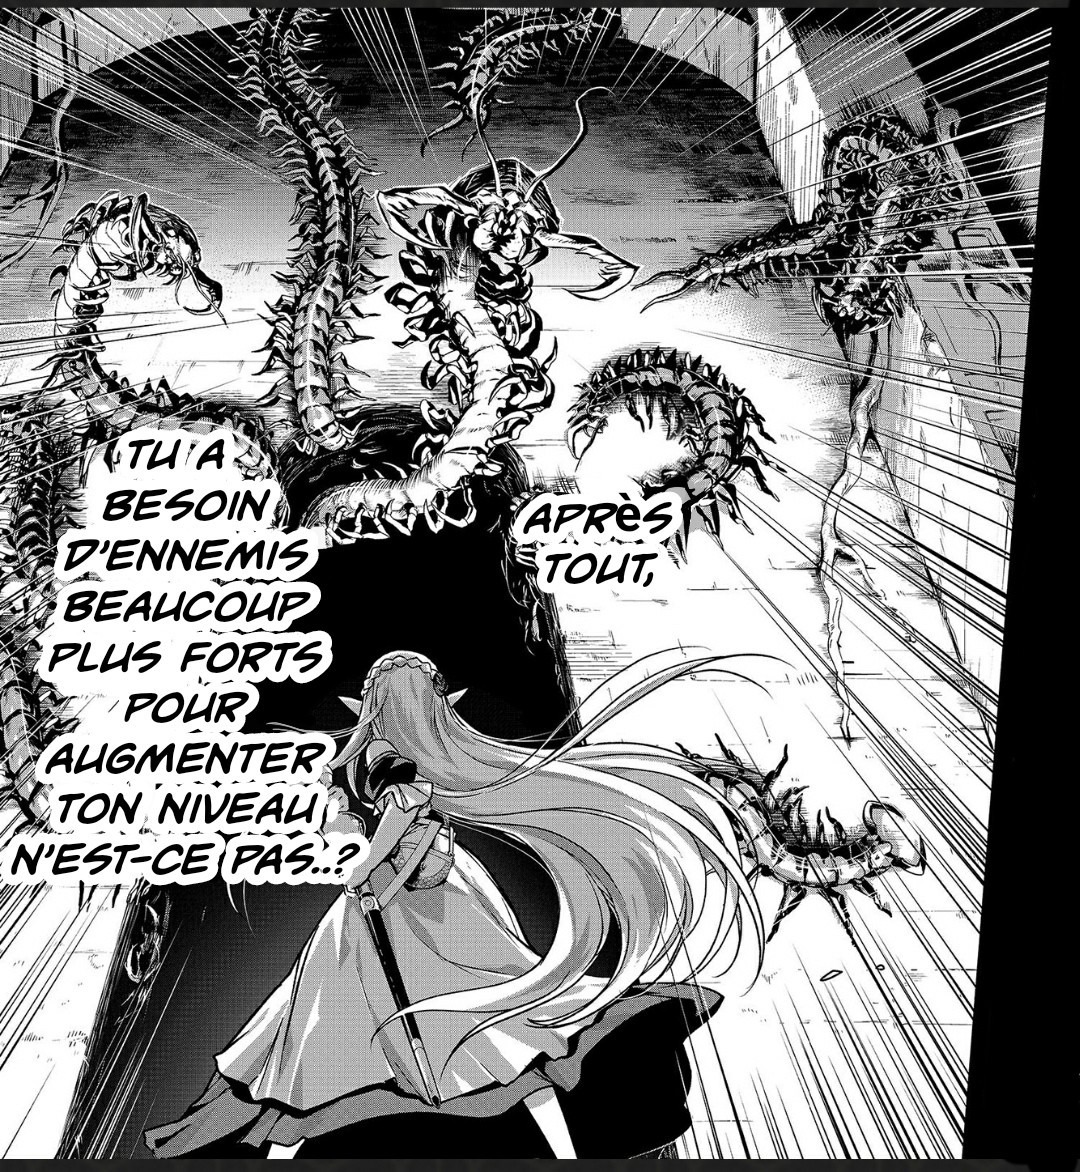 APRÈS
TOUT,
TU A
BESOIN
D'ENNEMIS
BEAUCOUP
PLUS FORTS
POUR
AUGMENTER
TON NIVEAU
N'EST-CE PAS..?